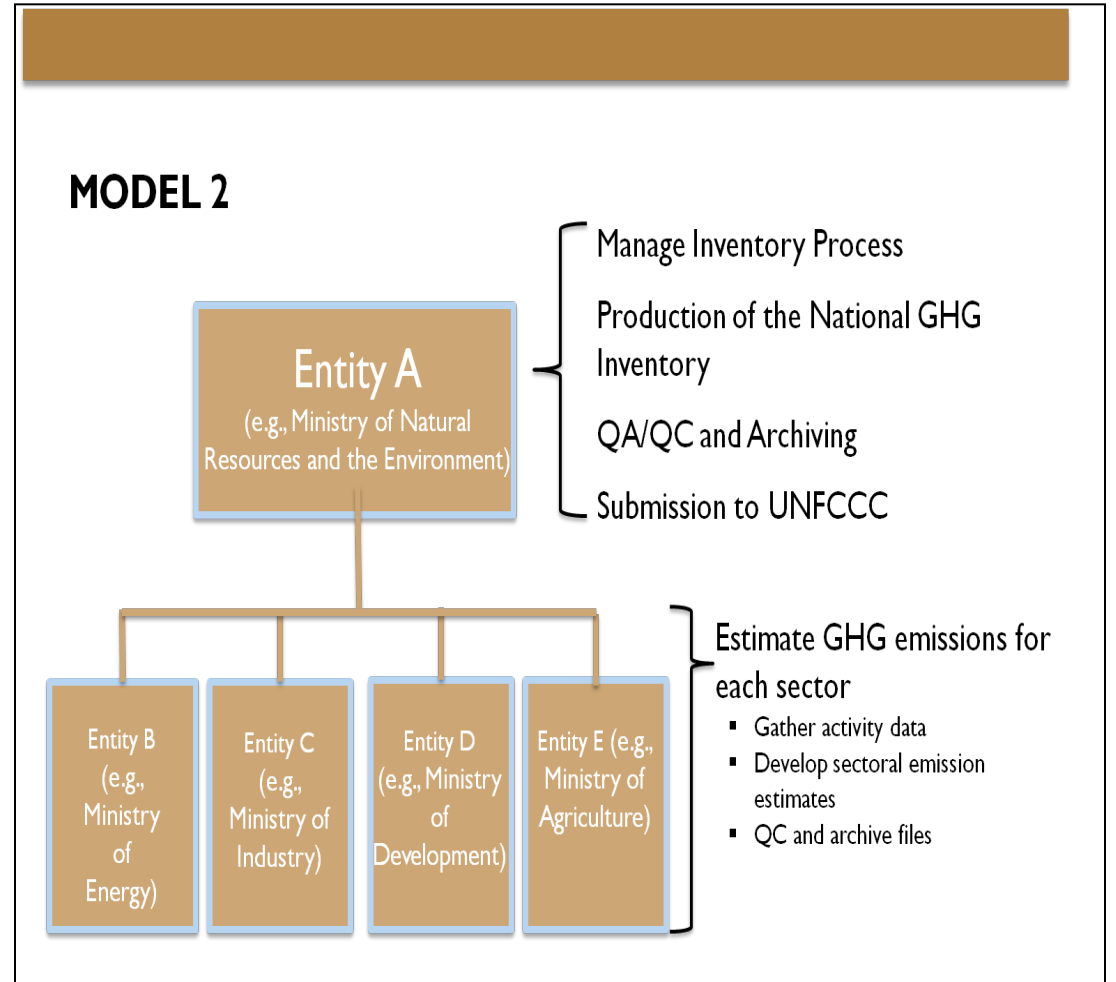 MODEL 2
Manage Inventory Process
Production of the National GHG
Inventory
QA/QC and Archiving
Submission to UNFCCC
Entity A
(e.g., Ministry of Natural
Resources and the Environment)
Entity B
(e.g.,
Ministry
of
Energy)
Entity C
(e.g.,
Ministry of
Industry)
Entity D
(e.g., Ministry
of
Development)
Entity E (e.g.,
Ministry of
Agriculture)
Estimate GHG emissions for
each sector
▪ Gather activity data
▪ Develop sectoral emission
estimates
▪ QC and archive files